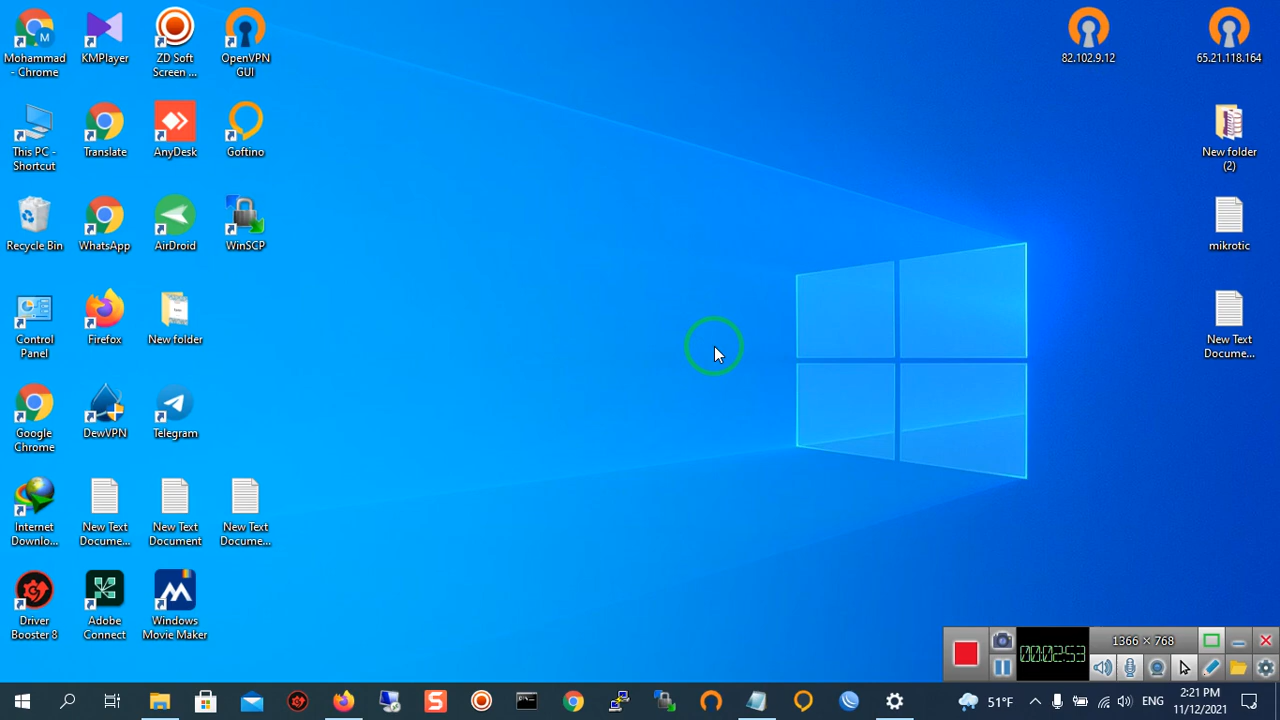 Mohammad
- Chrome
KMPlayer
ZD Soft
Screen ...
OpenVPN
GUI
82.102.9.12
65.21.118.164
This PC -
Shortcut
Translate
AnyDesk
Goftino
New folder
(2)
Recycle Bin
WhatsApp
AirDroid
WinSCP
mikrotic
Control
Panel
Firefox
New folder
New Text
Docume...
Google
Chrome
DewVPN
Telegram
Internet
Downlo...
New Text
Docume...
New Text
Document
New Text
Docume...
Driver
Booster 8
Adobe
Connect
Windows
Movie Maker
1366 × 768
00:02:53
51°F
ENG
2:21 PM
11/12/2021